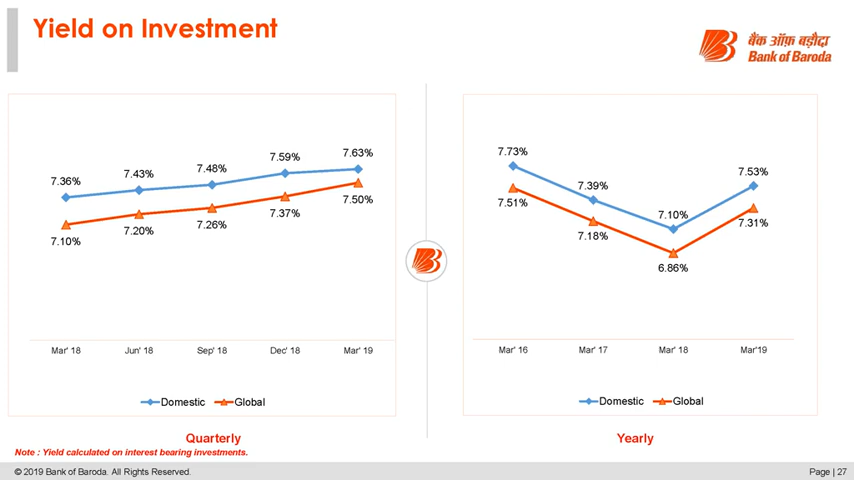 Yield on Investment
बैंक ऑफ़ बड़ौदा
Bank of Baroda
7.36%
7.43%
7.48%
7.59%
7.63%
7.10%
7.20%
7.26%
7.37%
7.50%
Mar' 18 Jun' 18 Sep' 18 Dec' 18 Mar' 19
Domestic Global
Quarterly
7.73%
7.39%
7.10%
7.53%
7.51%
7.18%
6.86%
7.31%
Mar' 16 Mar' 17 Mar' 18 Mar'19
Domestic Global
Yearly
Note : Yield calculated on interest bearing investments.
© 2019 Bank of Baroda. All Rights Reserved.
Page | 27